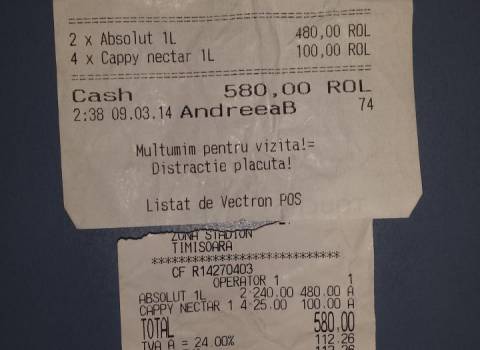 2 x Absolut 1L 480,00 ROL
4 x Cappy nectar 1L 100,00 ROL
Cash 580,00 ROL
2:38 09.03.14 AndreeaB 74
Multumim pentru vizita!=
Distractie placuta!
Listat de Vectron POS
ZONA STADION
TIMISOARA
****************************
CF R14270403
OPERATOR 1 1
ABSOLUT 1L 2 240.00 480.00 A
CAPPY NECTAR 1 4 25.00 100.00 A
TOTAL 580.00
TVA A = 24.00% 112.26
112.26